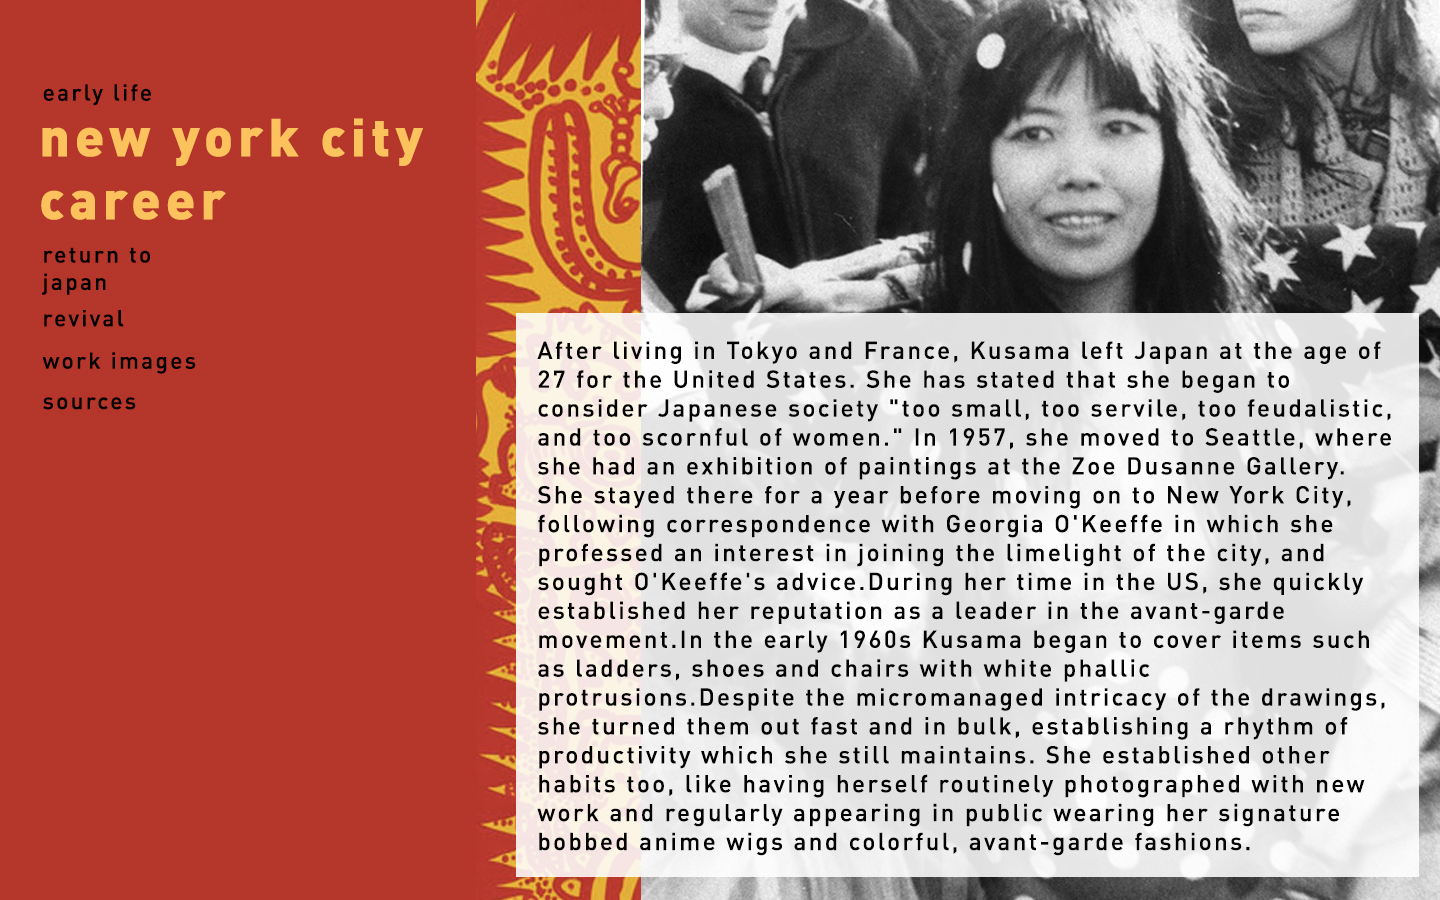 early life
new york city
career
return to
japan
revival
work images
sources
After living in Tokyo and France, Kusama left Japan at the age of
27 for the United States. She has stated that she began to
consider Japanese society "too small, too servile, too feudalistic,
and too scornful of women." In 1957, she moved to Seattle, where
she had an exhibition of paintings at the Zoe Dusanne Gallery.
She stayed there for a year before moving on to New York City,
following correspondence with Georgia O'Keeffe in which she
professed an interest in joining the limelight of the city, and
sought O'Keeffe's advice.During her time in the US, she quickly
established her reputation as a leader in the avant-garde
movement.In the early 1960s Kusama began to cover items such
as ladders, shoes and chairs with white phallic
protrusions.Despite the micromanaged intricacy of the drawings,
she turned them out fast and in bulk, establishing a rhythm of
productivity which she still maintains. She established other
habits too, like having herself routinely photographed with new
work and regularly appearing in public wearing her signature
bobbed anime wigs and colorful, avant-garde fashions.